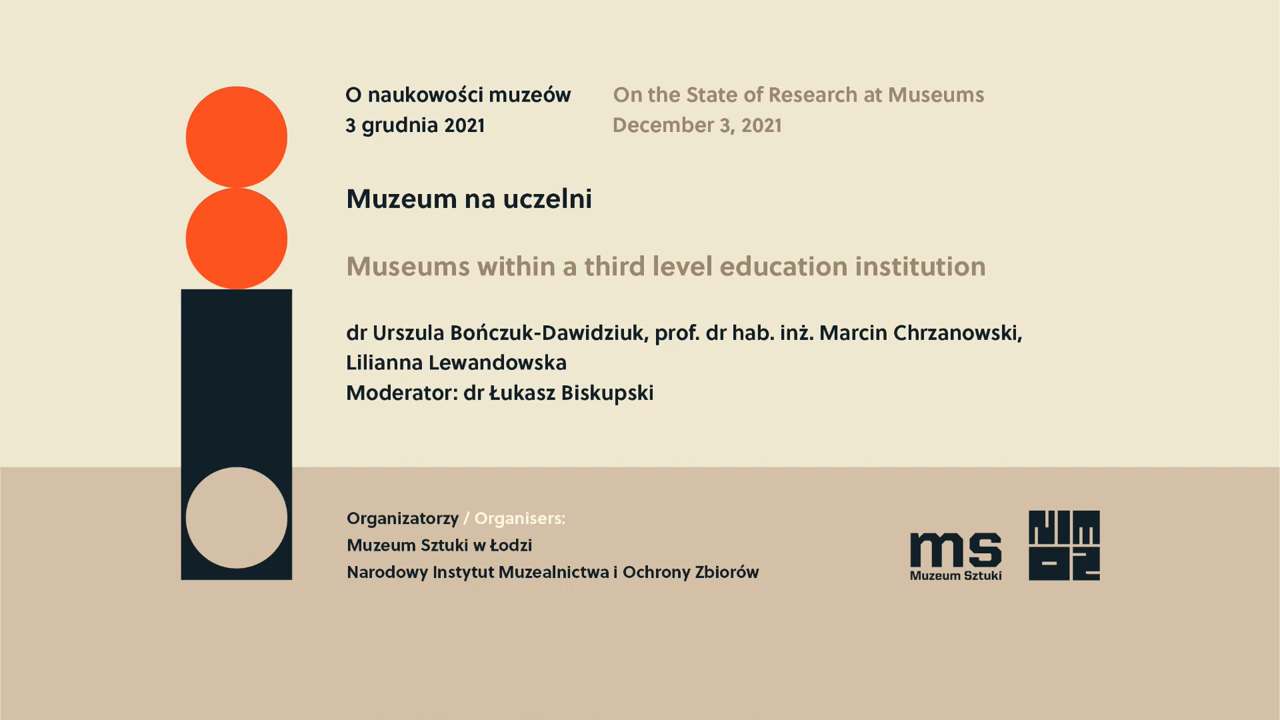 O naukowości muzeów
3 grudnia 2021
On the State of Research at Museums
December 3, 2021
Muzeum na uczelni
Museums within a third level education institution
dr Urszula Bończuk-Dawidziuk, prof. dr hab. inż. Marcin Chrzanowski,
Lilianna Lewandowska
Moderator: dr Łukasz Biskupski
Organizatorzy / Organisers:
Muzeum Sztuki w Łodzi
Narodowy Instytut Muzealnictwa i Ochrony Zbiorów
ms
Muzeum Sztuki
NIM
OZ